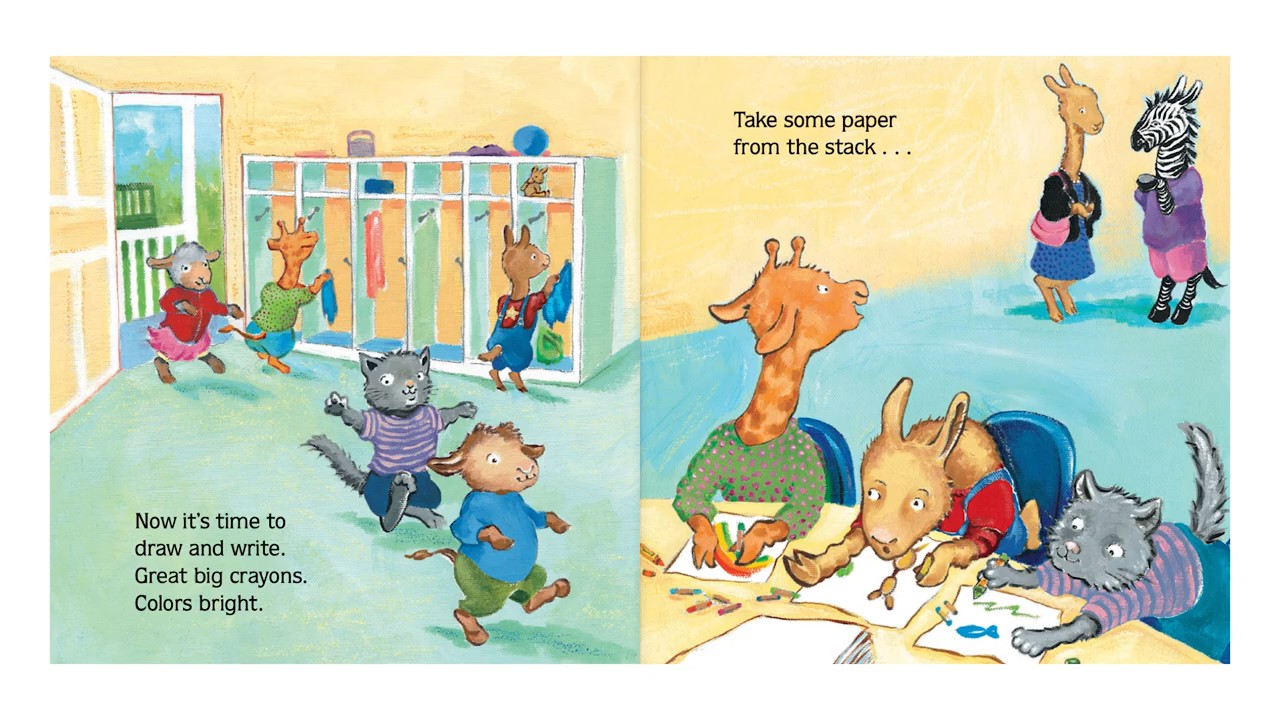 Now it's time to
draw and write.
Great big crayons.
Colors bright.
Take some paper
from the stack . . .